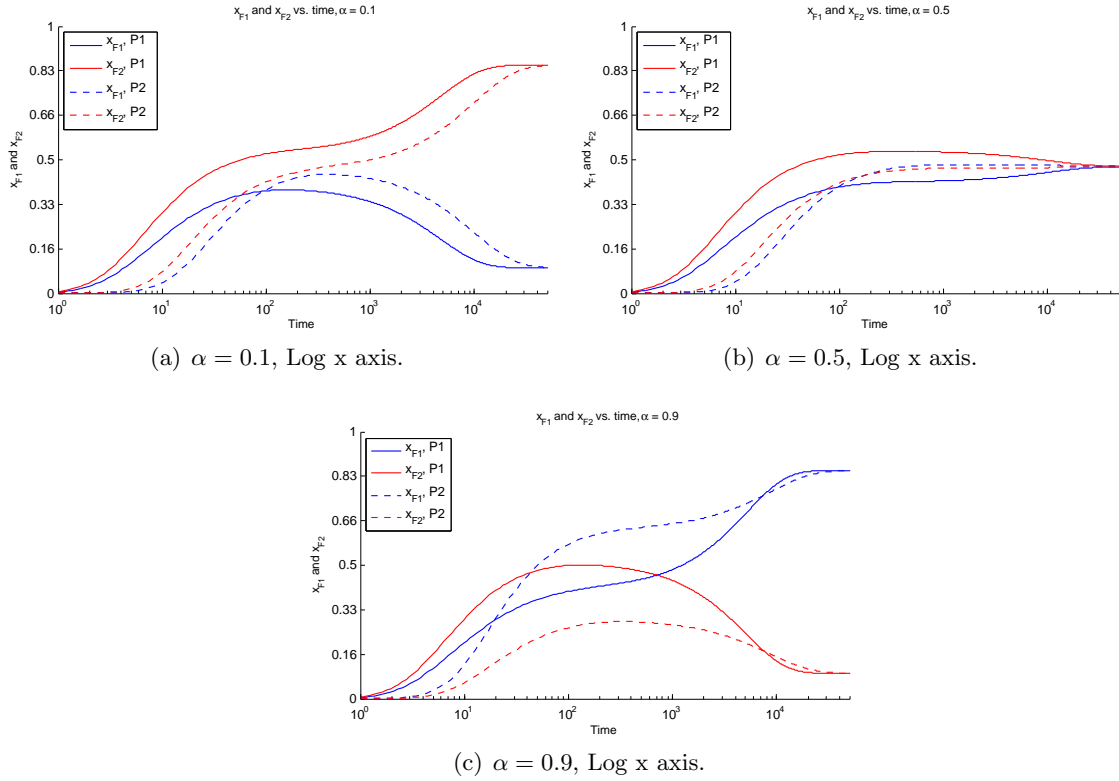 x_F1 and x_F2 vs. time, α = 0.1
1
0.83
0.66
0.5
0.33
0.16
0
x_F1 and x_F2
x_F1, P1
x_F2, P1
x_F1, P2
x_F2, P2
10^0
10^1
10^2
10^3
10^4
Time
(a) α = 0.1, Log x axis.
x_F1 and x_F2 vs. time, α = 0.5
1
0.83
0.66
0.5
0.33
0.16
0
x_F1 and x_F2
x_F1, P1
x_F2, P1
x_F1, P2
x_F2, P2
10^0
10^1
10^2
10^3
10^4
Time
(b) α = 0.5, Log x axis.
x_F1 and x_F2 vs. time, α = 0.9
1
0.83
0.66
0.5
0.33
0.16
0
x_F1 and x_F2
x_F1, P1
x_F2, P1
x_F1, P2
x_F2, P2
10^0
10^1
10^2
10^3
10^4
Time
(c) α = 0.9, Log x axis.